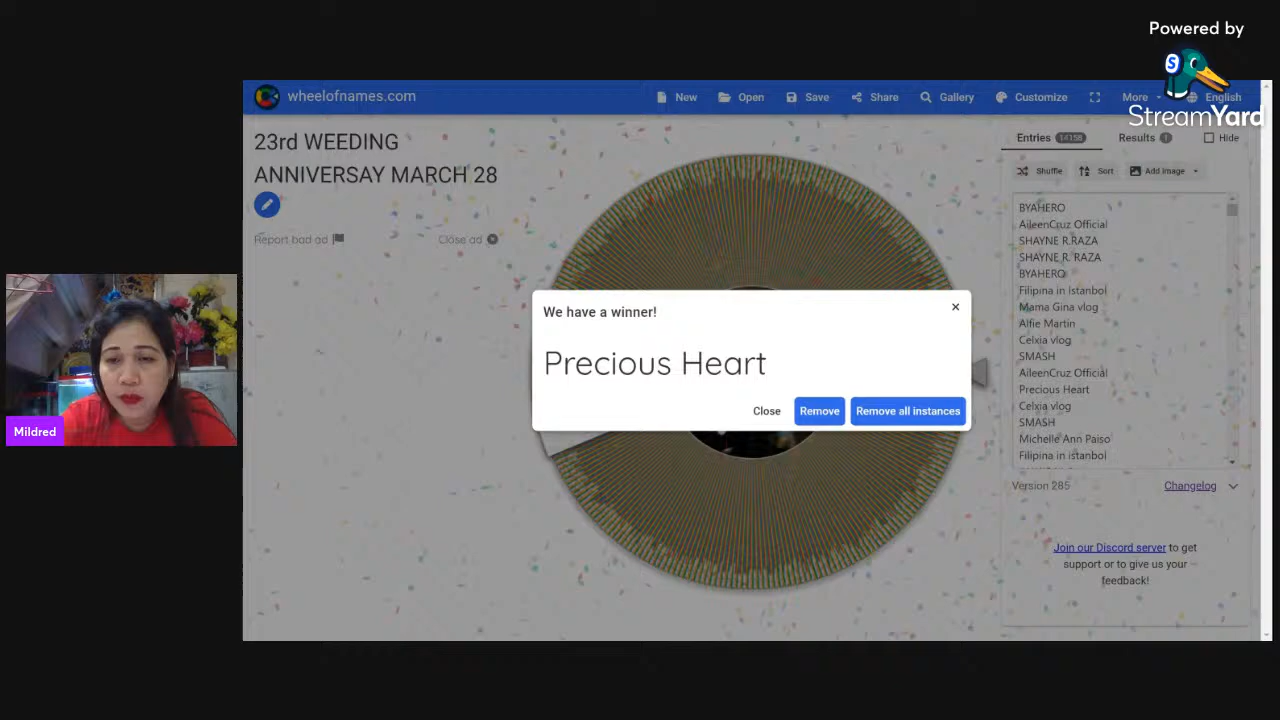 Powered by
StreamYard
wheelofnames.com
New
Open
Save
Share
Gallery
Customize
More
English
23rd WEEDING
ANNIVERSAY MARCH 28
Report bad ad
Close ad
Entries 14158
Results 1
Hide
Shuffle
Sort
Add image
BYAHERO
AileenCruz Official
SHAYNE R.RAZA
SHAYNE R. RAZA
BYAHERO
Filipina in Istanbol
Mama Gina vlog
Alfie Martin
Celxia vlog
SMASH
AileenCruz Official
Precious Heart
Celxia vlog
SMASH
Michelle Ann Paiso
Filipina in istanbol
Version 285
Changelog
Join our Discord server to get
support or to give us your
feedback!
We have a winner!
×
Precious Heart
Close
Remove
Remove all instances
Mildred